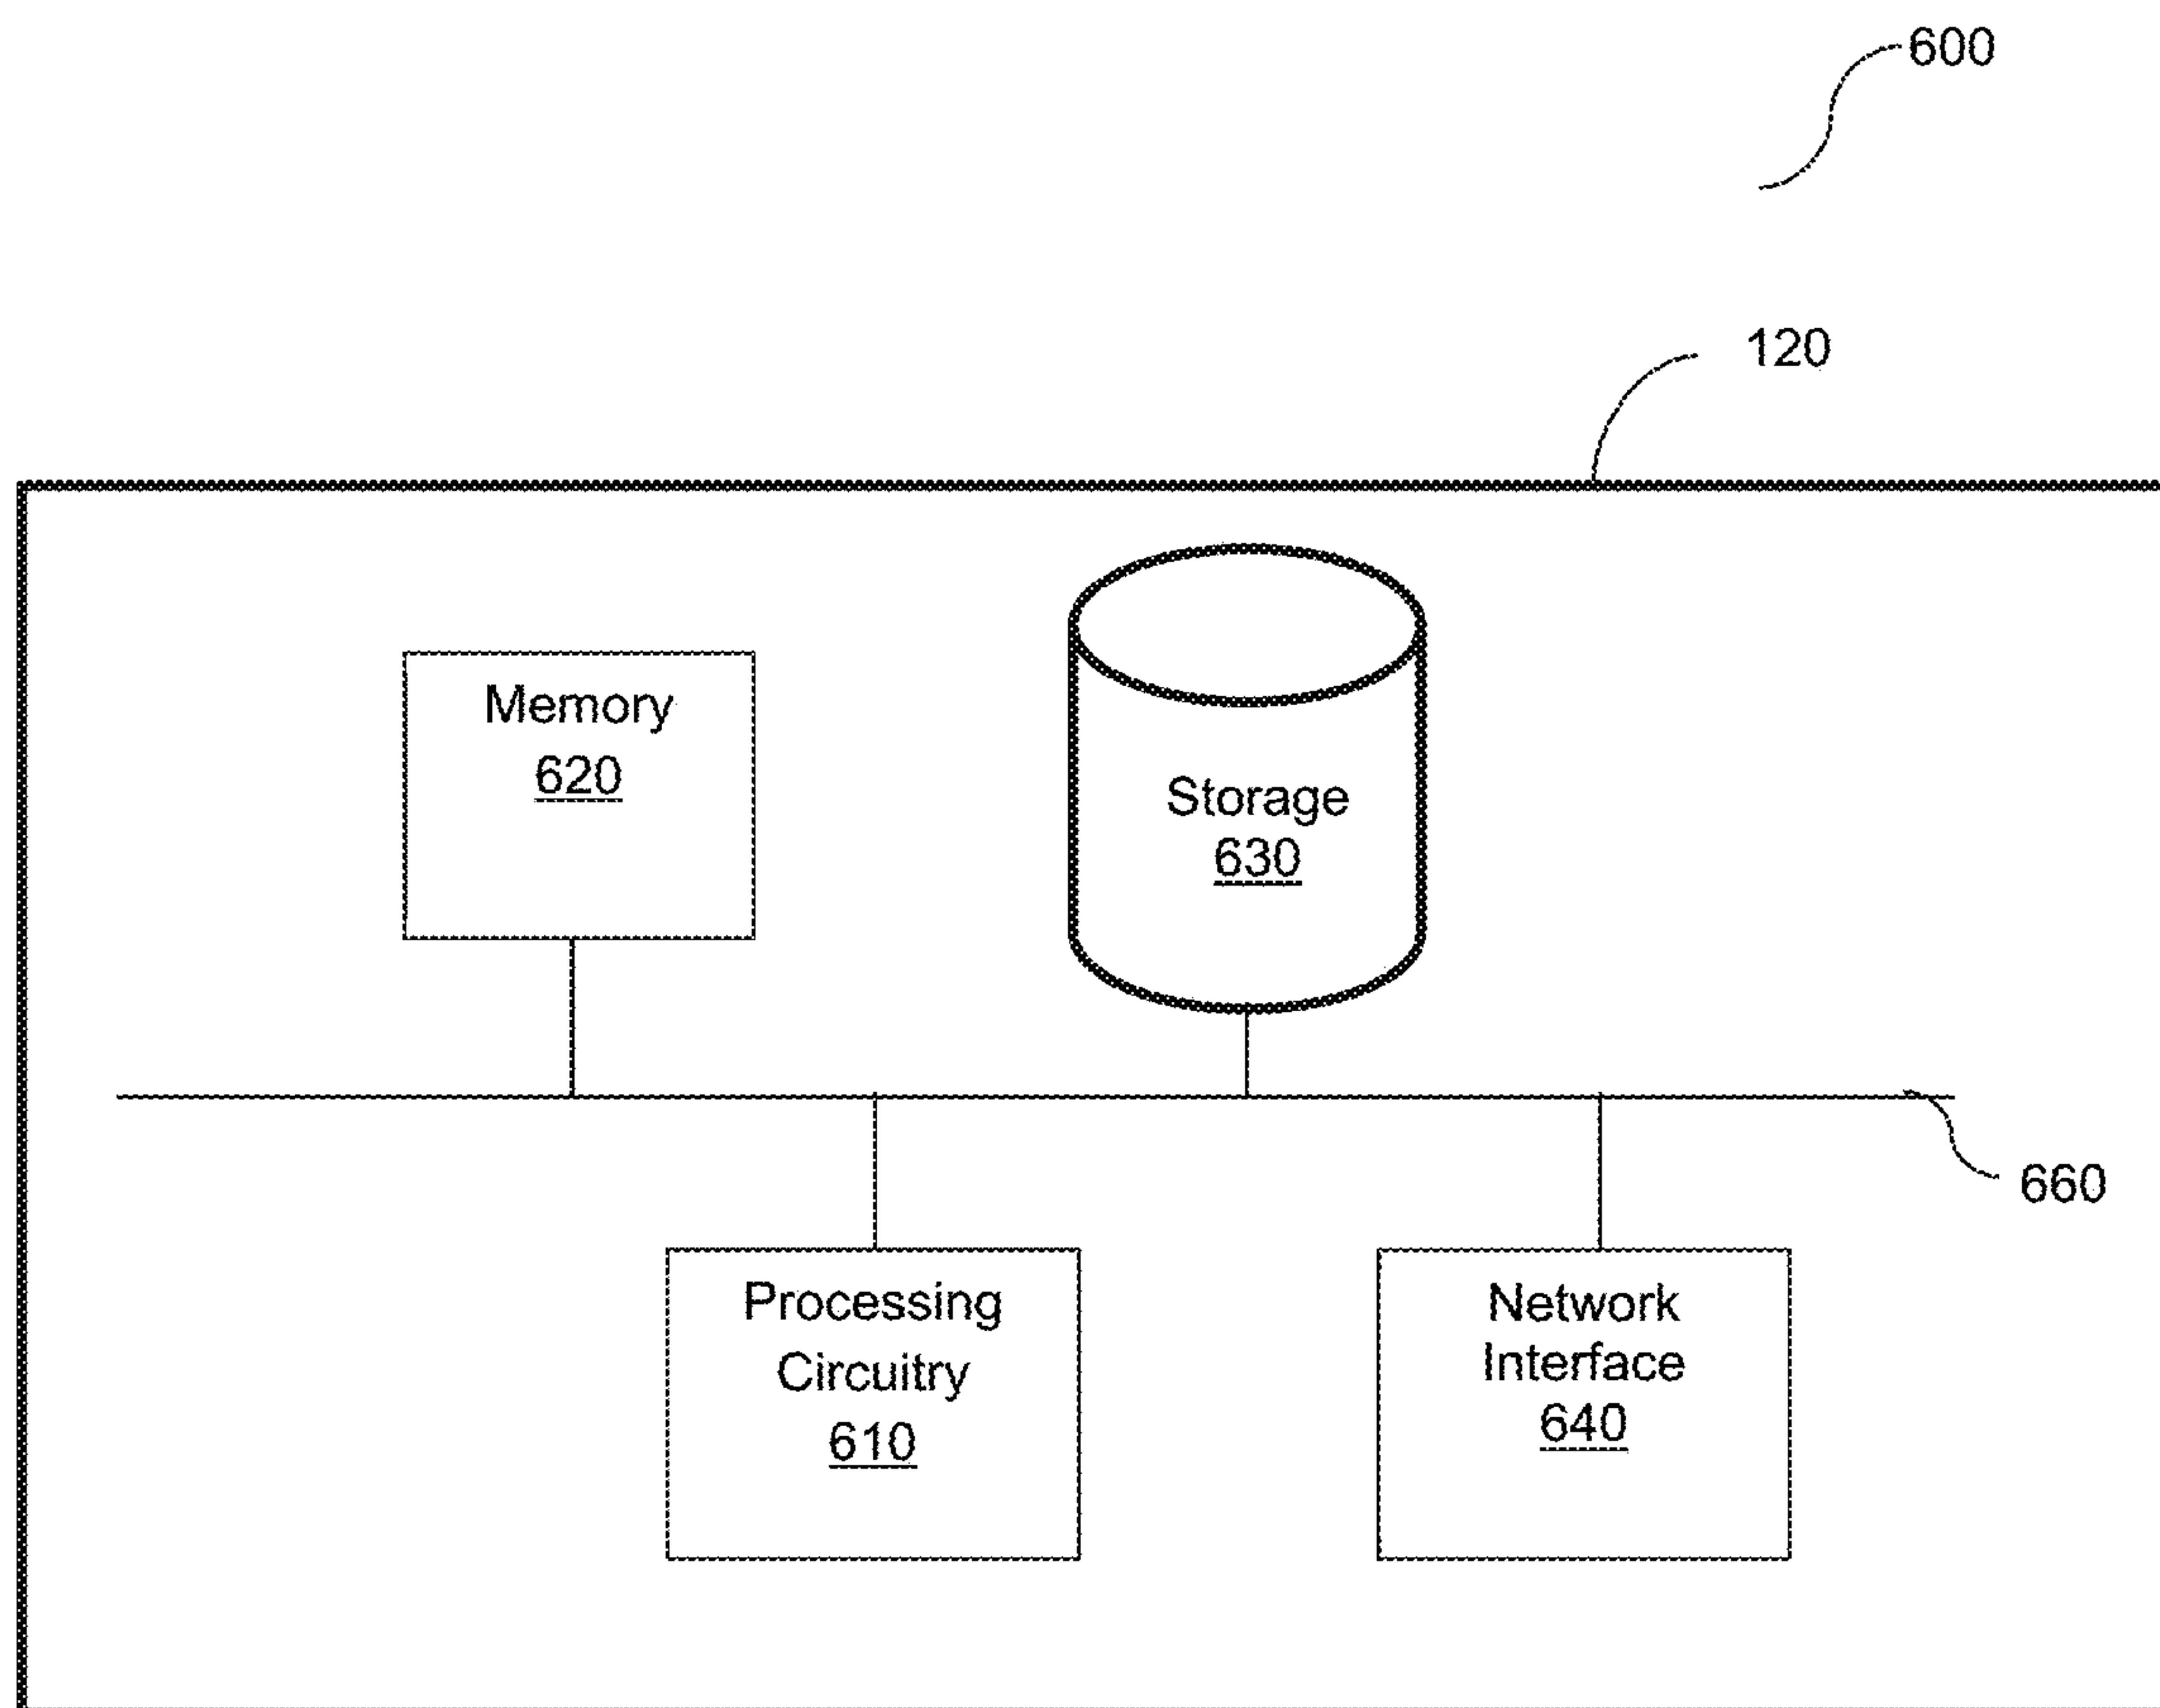 600
120
Memory
620
Storage
630
660
Processing
Circuitry
610
Network
Interface
640